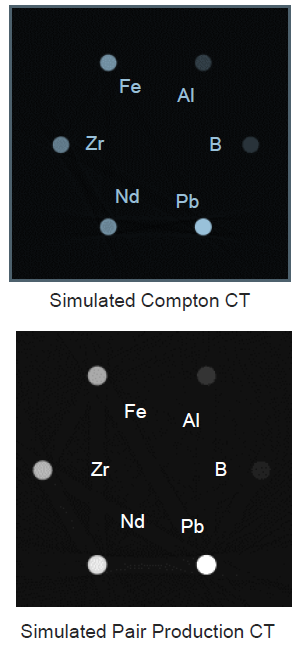 Fe
Al
Zr
B
Nd
Pb
Simulated Compton CT
Fe
Al
Zr
B
Nd
Pb
Simulated Pair Production CT